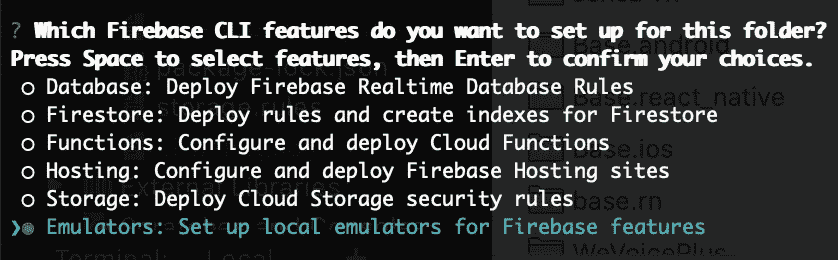 ? Which Firebase CLI features do you want to set up for this folder?
Press Space to select features, then Enter to confirm your choices.
○ Database: Deploy Firebase Realtime Database Rules
○ Firestore: Deploy rules and create indexes for Firestore
○ Functions: Configure and deploy Cloud Functions
○ Hosting: Configure and deploy Firebase Hosting sites
○ Storage: Deploy Cloud Storage security rules
❯◉ Emulators: Set up local emulators for Firebase features
package-lock.json
storage.rules
External Libraries
Terminal: Local +
Base.android
base.react_native
base.ios
base.rn
WeVoicePlus